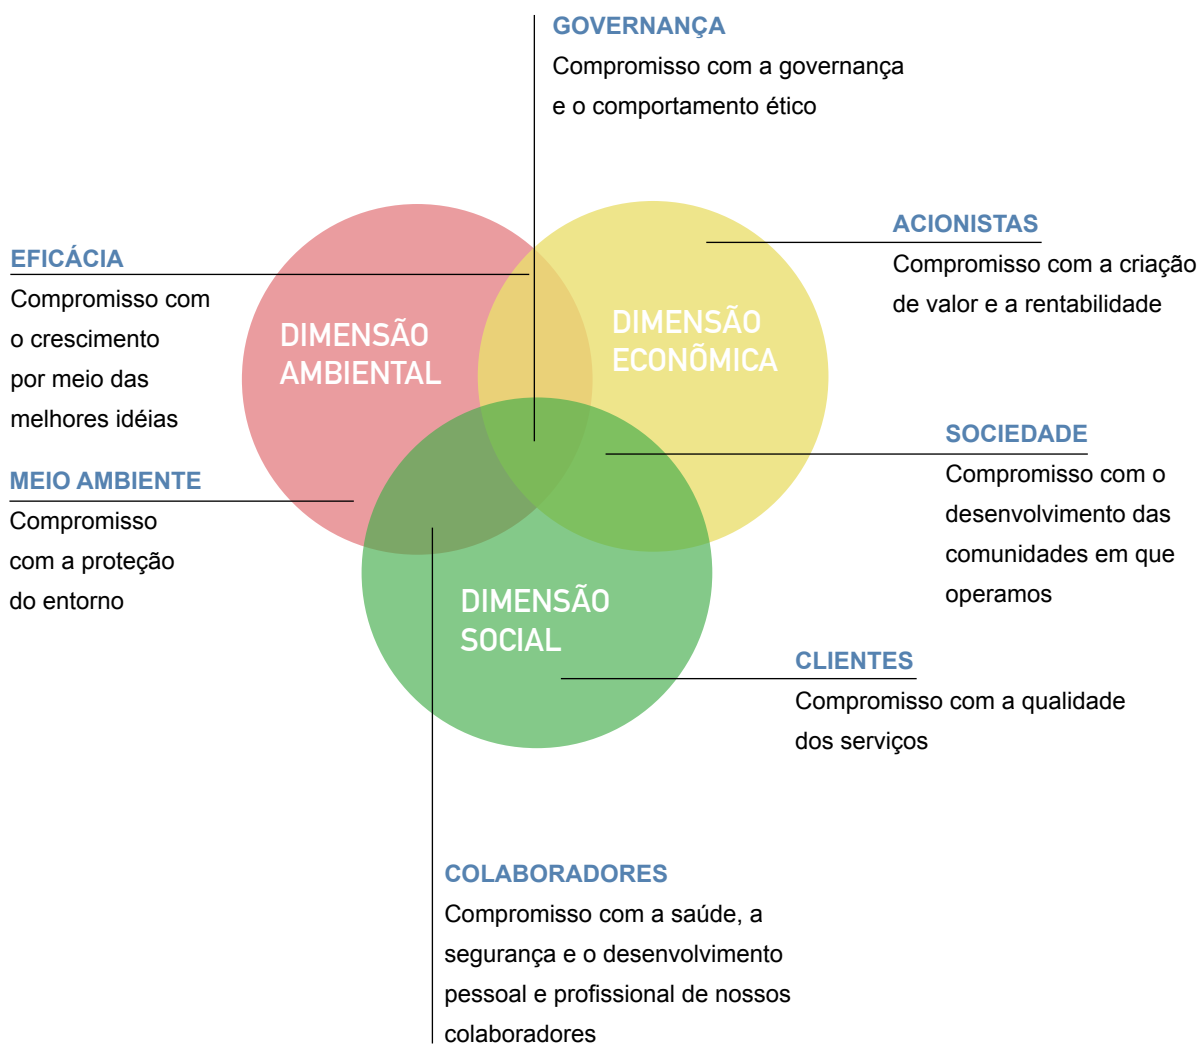 GOVERNANÇA
Compromisso com a governança
e o comportamento ético
ACIONISTAS
Compromisso com a criação
de valor e a rentabilidade
EFICÁCIA
Compromisso com
o crescimento
por meio das
melhores idéias
DIMENSÃO
AMBIENTAL
DIMENSÃO
ECONÕMICA
SOCIEDADE
Compromisso com o
desenvolvimento das
comunidades em que
operamos
MEIO AMBIENTE
Compromisso
com a proteção
do entorno
DIMENSÃO
SOCIAL
CLIENTES
Compromisso com a qualidade
dos serviços
COLABORADORES
Compromisso com a saúde, a
segurança e o desenvolvimento
pessoal e profissional de nossos
colaboradores